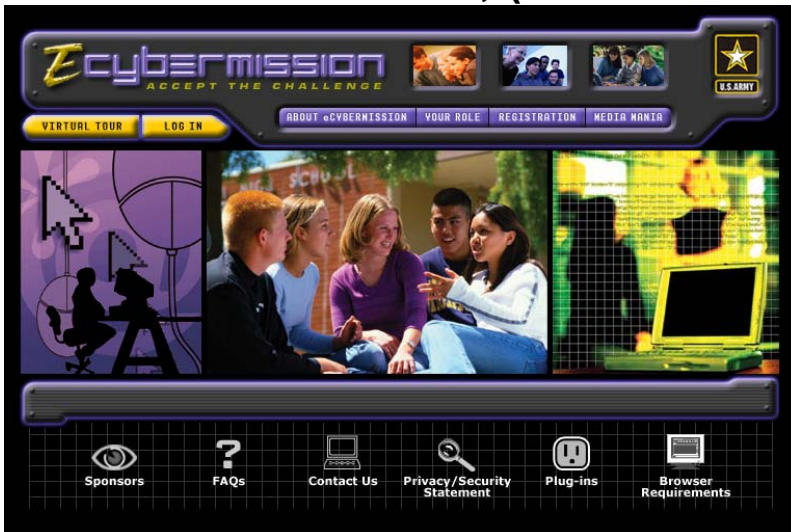 Ecybermission
ACCEPT THE CHALLENGE
U.S. ARMY
VIRTUAL TOUR
LOG IN
ABOUT eCYBERMISSION
YOUR ROLE
REGISTRATION
MEDIA MANIA
SCHOOL
Sponsors
FAQs
Contact Us
Privacy/Security
Statement
Plug-ins
Browser
Requirements